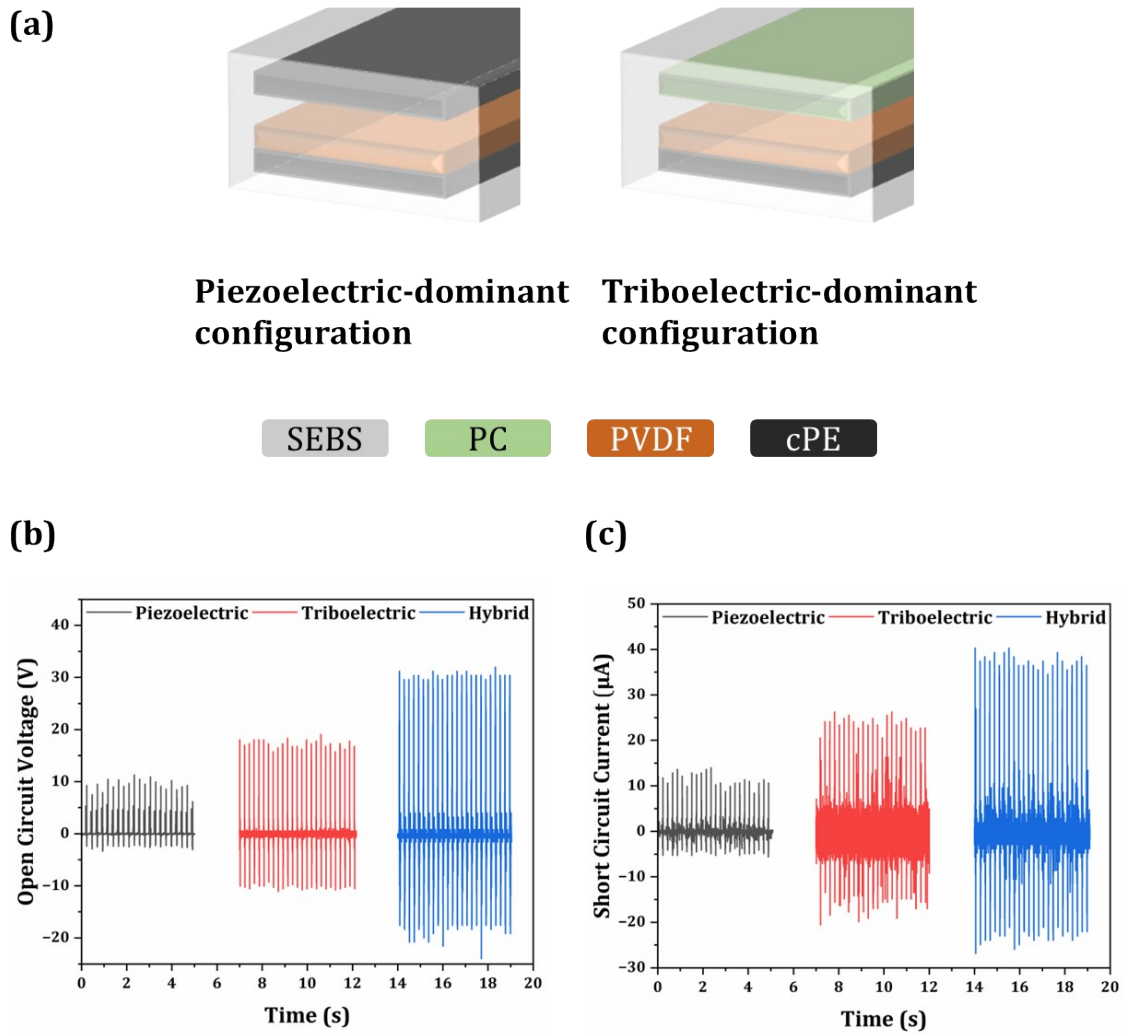 (a)
Piezoelectric-dominant configuration
Triboelectric-dominant configuration
SEBS PC PVDF cPE
(b)
Piezoelectric Triboelectric Hybrid
Open Circuit Voltage (V)
40
30
20
10
0
−10
−20
0 2 4 6 8 10 12 14 16 18 20
Time (s)
(c)
Piezoelectric Triboelectric Hybrid
Short Circuit Current (μA)
50
40
30
20
10
0
−10
−20
−30
0 2 4 6 8 10 12 14 16 18 20
Time (s)